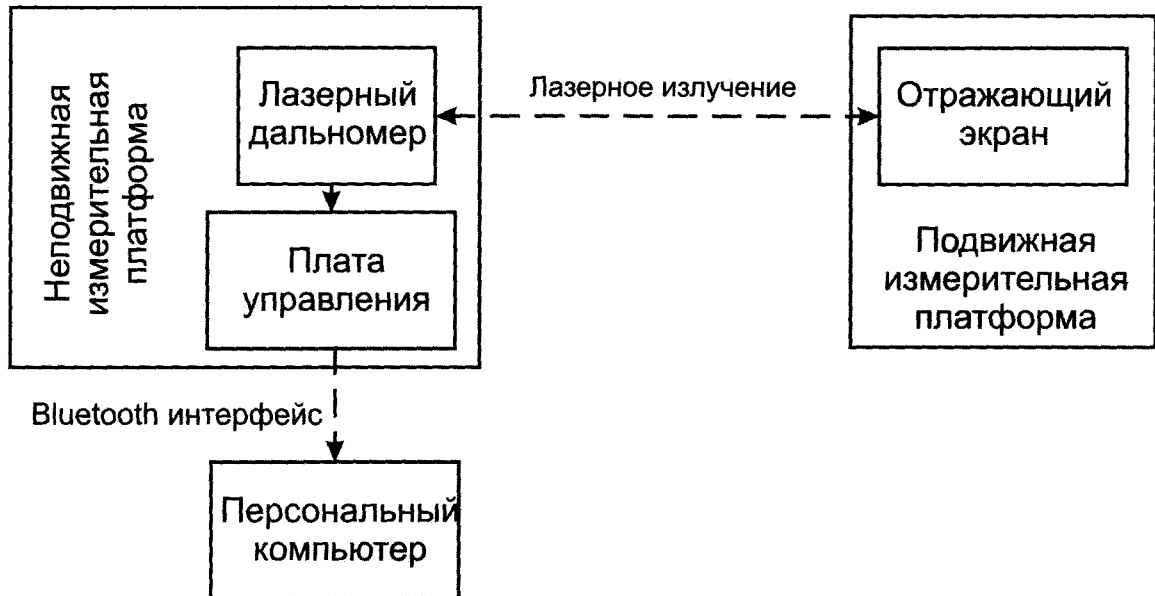 Неподвижная
измерительная
платформа
Лазерный
дальномер
Плата
управления
Лазерное излучение
Отражающий
экран
Подвижная
измерительная
платформа
Bluetooth интерфейс
Персональный
компьютер